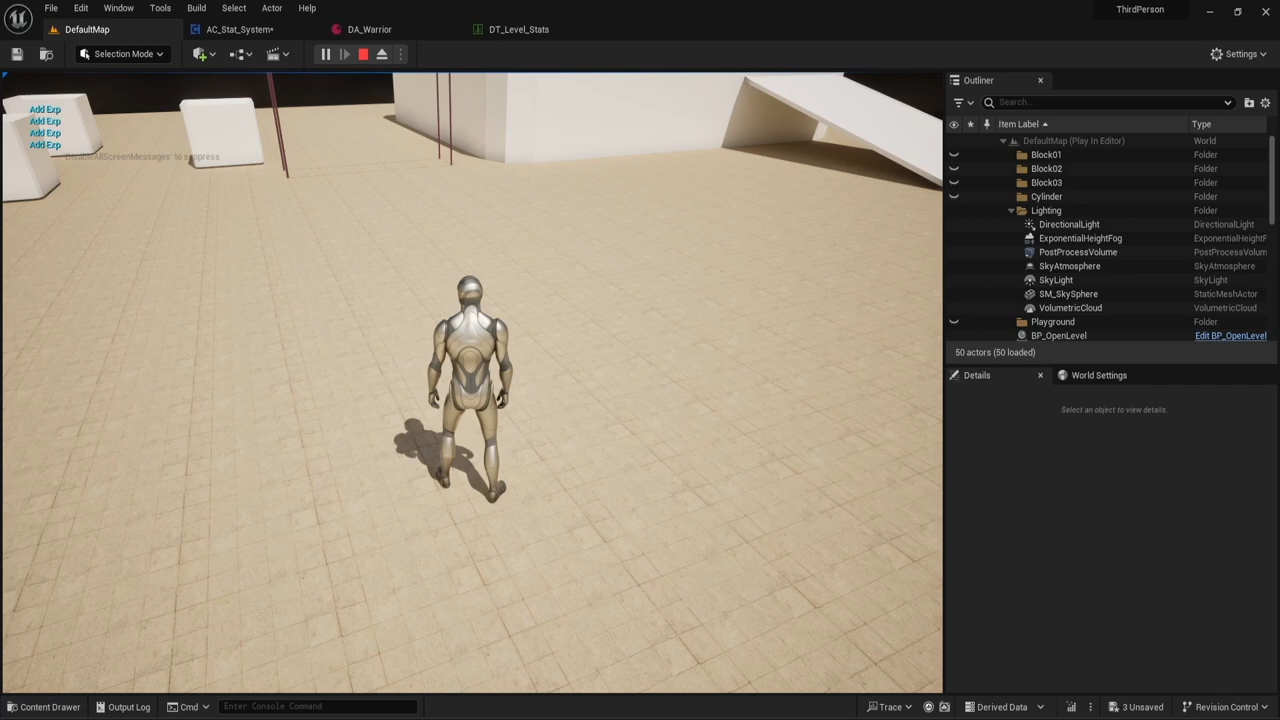 File Edit Window Tools Build Select Actor Help
ThirdPerson
DefaultMap
AC_Stat_System*
DA_Warrior
DT_Level_Stats
Selection Mode
Settings
Add Exp
Add Exp
Add Exp
Add Exp
DisableAllScreenMessages' to suppress
Outliner
Search...
Item Label Type
DefaultMap (Play In Editor) World
Block01 Folder
Block02 Folder
Block03 Folder
Cylinder Folder
Lighting Folder
DirectionalLight DirectionalLight
ExponentialHeightFog ExponentialHeightF
PostProcessVolume PostProcessVolum
SkyAtmosphere SkyAtmosphere
SkyLight SkyLight
SM_SkySphere StaticMeshActor
VolumetricCloud VolumetricCloud
Playground Folder
BP_OpenLevel Edit BP_OpenLevel
50 actors (50 loaded)
Details
World Settings
Select an object to view details.
Content Drawer
Output Log
Cmd
Enter Console Command
Trace
Derived Data
3 Unsaved
Revision Control